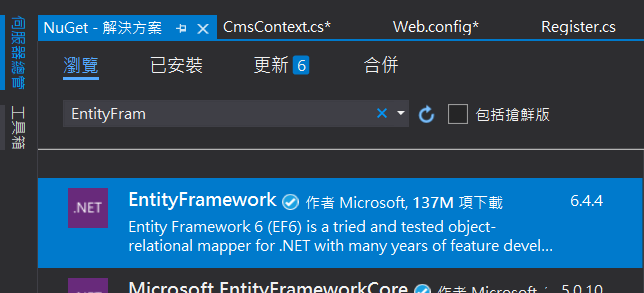 伺服器總管
工具箱
NuGet - 解決方案
CmsContext.cs*
Web.config*
Register.cs
瀏覽
已安裝
更新 6
合併
EntityFram
包括搶鮮版
.NET
EntityFramework 作者 Microsoft, 137M 項下載 6.4.4
Entity Framework 6 (EF6) is a tried and tested object-
relational mapper for .NET with many years of feature devel...
Microsoft.EntityFrameworkCore 作者 Microsoft, 5.0.10